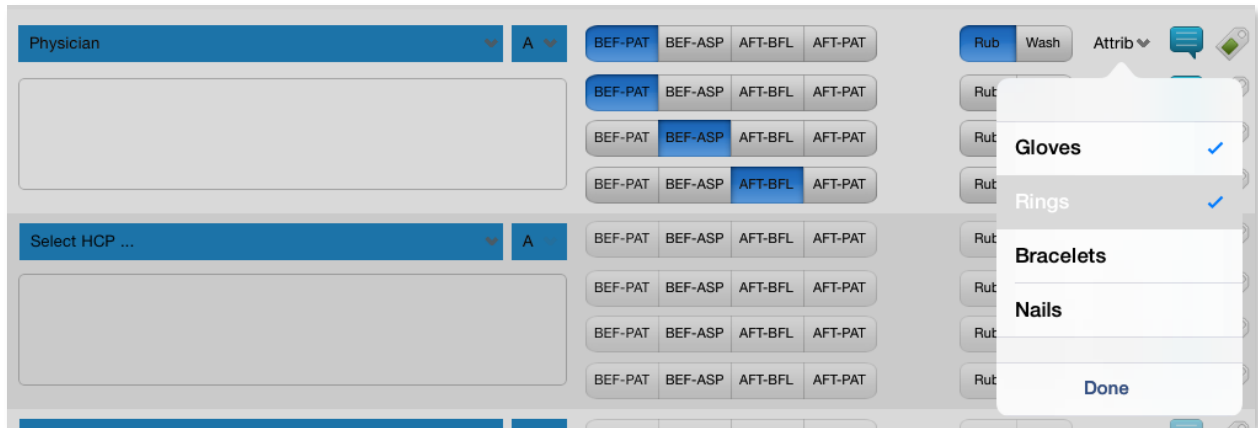 Physician A BEF-PAT BEF-ASP AFT-BFL AFT-PAT Rub Wash Attrib
BEF-PAT BEF-ASP AFT-BFL AFT-PAT Rub
BEF-PAT BEF-ASP AFT-BFL AFT-PAT Rub
Gloves
BEF-PAT BEF-ASP AFT-BFL AFT-PAT Rub
Rings
Select HCP ... A BEF-PAT BEF-ASP AFT-BFL AFT-PAT Rub
Bracelets
BEF-PAT BEF-ASP AFT-BFL AFT-PAT Rub
Nails
BEF-PAT BEF-ASP AFT-BFL AFT-PAT Rub
BEF-PAT BEF-ASP AFT-BFL AFT-PAT Rub
Done